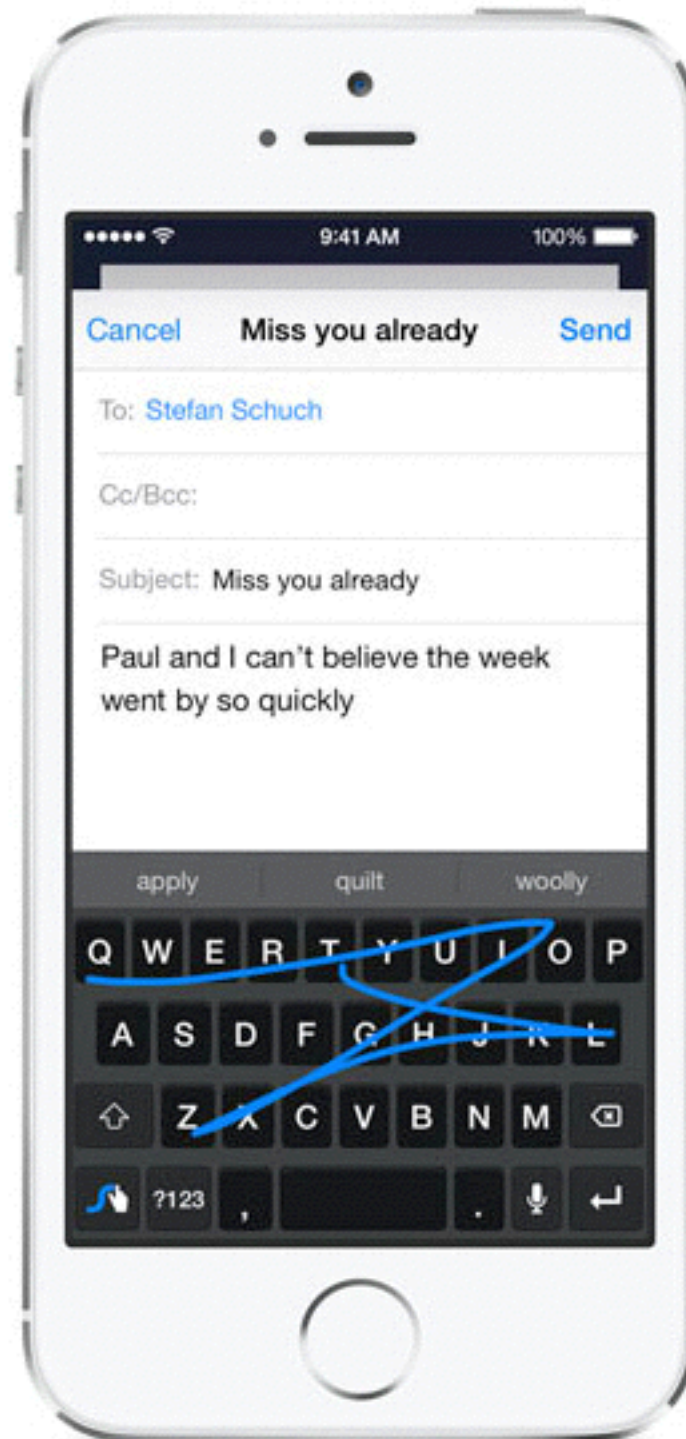 9:41 AM 100%
Cancel Miss you already Send
To: Stefan Schuch
Cc/Bcc:
Subject: Miss you already
Paul and I can't believe the week
went by so quickly
apply quilt woolly
Q W E R T Y U I O P
A S D F G H J K L
Z X C V B N M
?123 , .